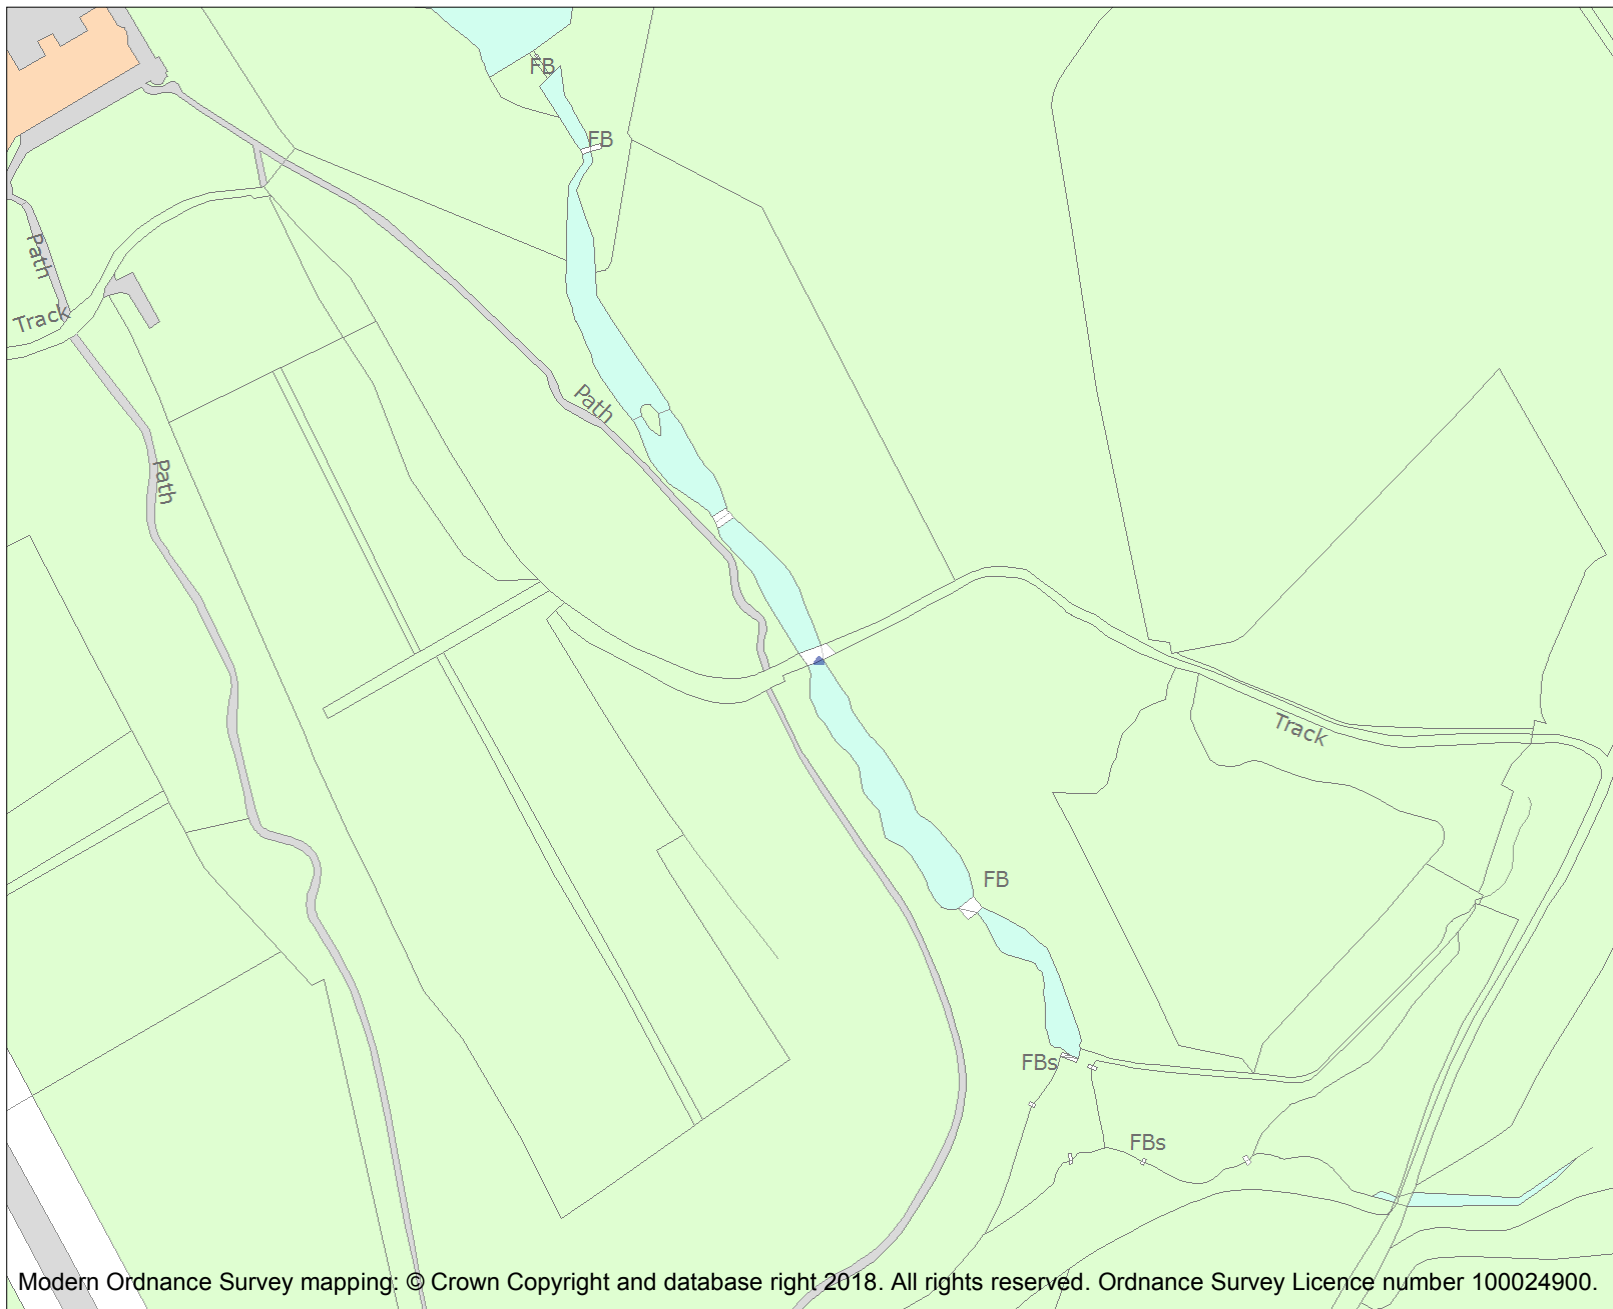 FB
FB
Path
Track
Path
Path
FB
Track
FBs
FBs
Modern Ordnance Survey mapping: © Crown Copyright and database right 2018. All rights reserved. Ordnance Survey Licence number 100024900.